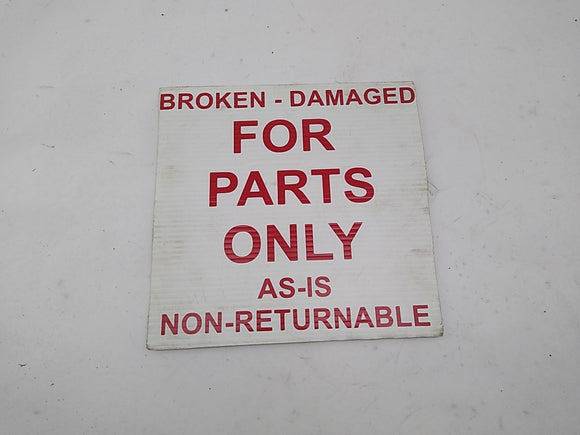 BROKEN - DAMAGED
FOR
PARTS
ONLY
AS-IS
NON-RETURNABLE